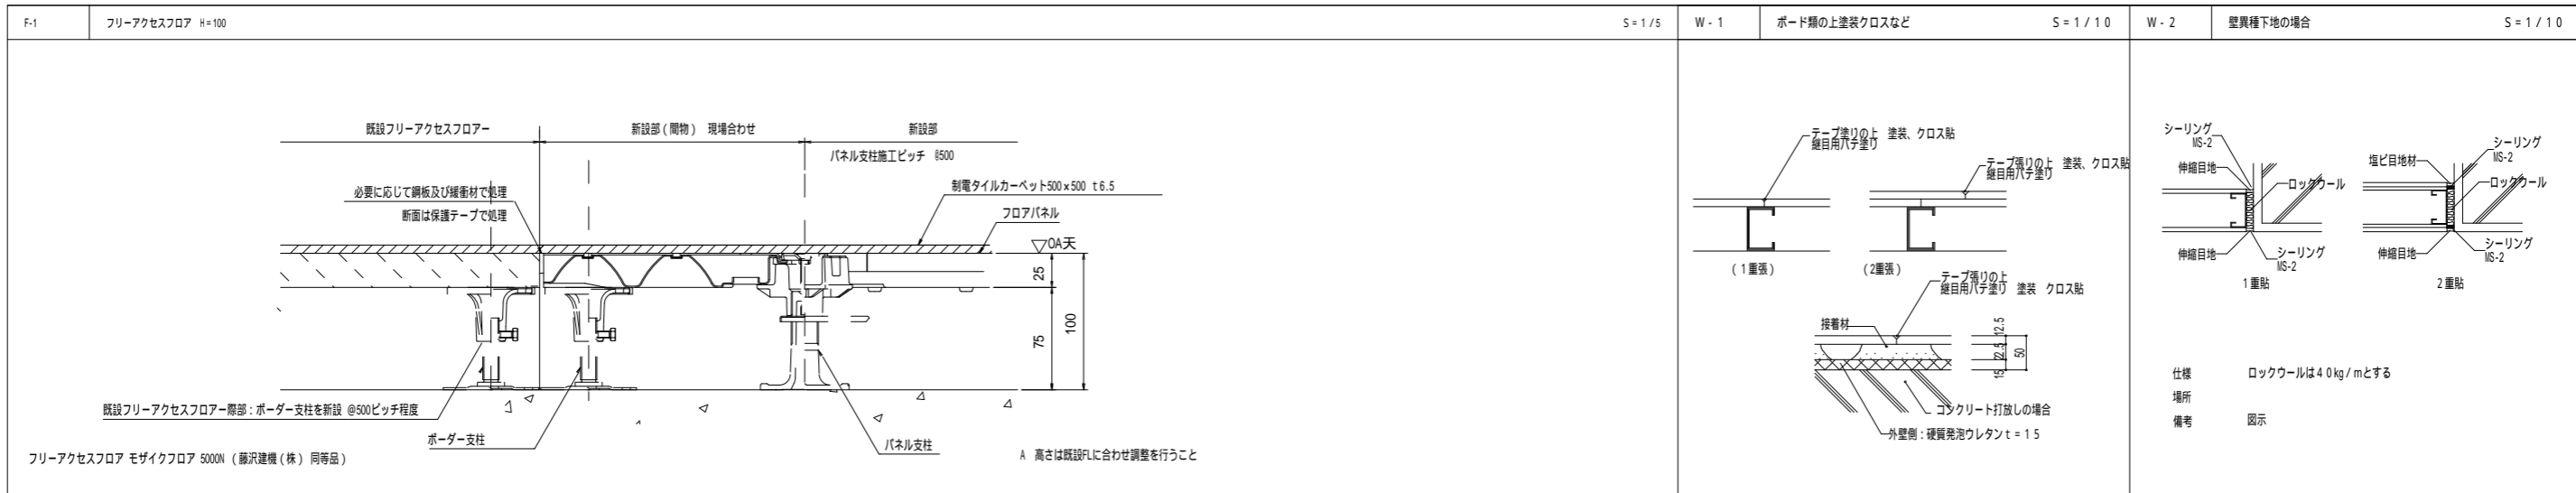 F-1
フリーアクセスフロア H=100
S=1/5
既設フリーアクセスフロアー
新設部(間物) 現場合わせ
新設部
パネル支柱施工ピッチ @500
必要に応じて鋼板及び緩衝材で処理
断面は保護テープで処理
制電タイルカーペット500x500 t6.5
フロアパネル
▽OA天
25
75
100
既設フリーアクセスフロアー際部:ボーダー支柱を新設 @500ピッチ程度
ボーダー支柱
パネル支柱
フリーアクセスフロア モザイクフロア 5000N (藤沢建機(株) 同等品)
A 高さは既設FLに合わせ調整を行うこと
W-1
ボード類の上塗装クロスなど
S=1/10
テープ塗りの上 塗装、クロス貼
継目用パテ塗り
テープ張りの上 塗装、クロス貼
継目用パテ塗り
(1重張)
(2重張)
テープ張りの上
継目用パテ塗り 塗装 クロス貼
接着材
12.5
22.5
15
50
コンクリート打放しの場合
外壁側:硬質発泡ウレタンt=15
W-2
壁異種下地の場合
S=1/10
シーリング
MS-2
伸縮目地
ロックウール
伸縮目地
シーリング
MS-2
1重貼
塩ビ目地材
シーリング
MS-2
ロックウール
伸縮目地
シーリング
MS-2
2重貼
仕様 ロックウールは40kg/mとする
場所
備考 図示